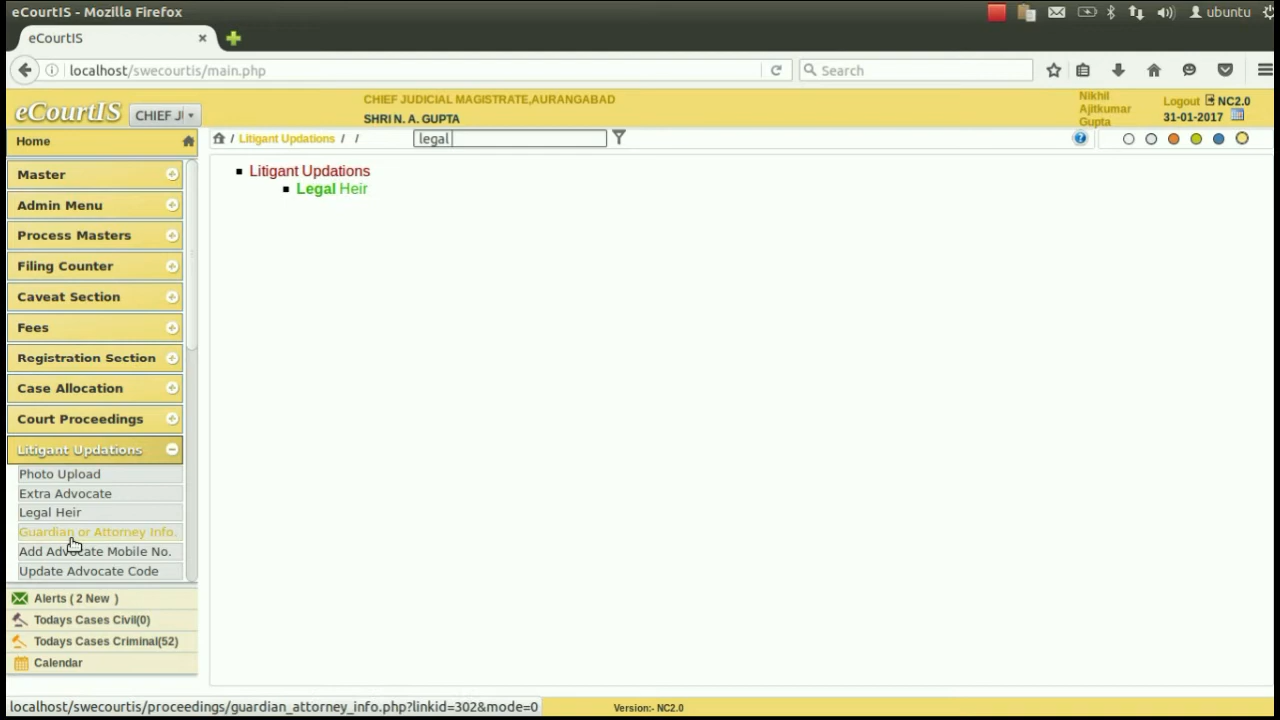 eCourtIS - Mozilla Firefox
ubuntu
eCourtIS
localhost/swecourtis/main.php
Search
eCourtIS
CHIEF J
CHIEF JUDICIAL MAGISTRATE,AURANGABAD
SHRI N. A. GUPTA
Nikhil
Ajitkumar
Gupta
Logout NC2.0
31-01-2017
Home
/ Litigant Updations / /
legal
?
Master
Admin Menu
Process Masters
Filing Counter
Caveat Section
Fees
Registration Section
Case Allocation
Court Proceedings
Litigant Updations
Photo Upload
Extra Advocate
Legal Heir
Guardian or Attorney Info.
Add Advocate Mobile No.
Update Advocate Code
Alerts ( 2 New )
Todays Cases Civil(0)
Todays Cases Criminal(52)
Calendar
Litigant Updations
Legal Heir
localhost/swecourtis/proceedings/guardian_attorney_info.php?linkid=302&mode=0
Version:- NC2.0